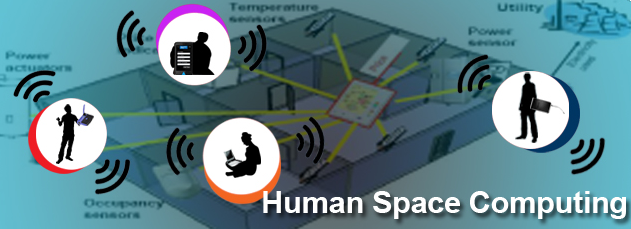 Temperature
sensors
Utility
Power
sensor
Power
actuators
Occupancy
sensors
Human Space Computing